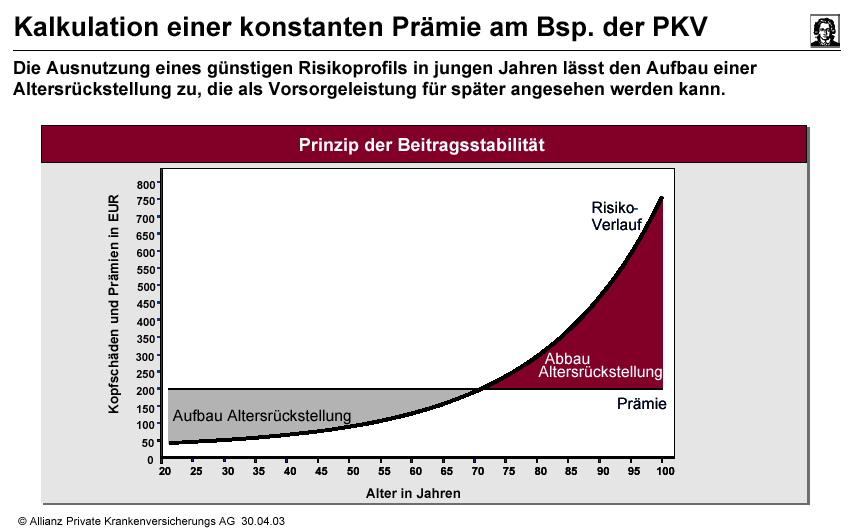 Kalkulation einer konstanten Prämie am Bsp. der PKV
Die Ausnutzung eines günstigen Risikoprofils in jungen Jahren lässt den Aufbau einer
Altersrückstellung zu, die als Vorsorgeleistung für später angesehen werden kann.
Prinzip der Beitragsstabilität
Kopfschäden und Prämien in EUR
800
750
700
650
600
550
500
450
400
350
300
250
200
150
100
50
0
Risiko-
Verlauf
Abbau
Altersrückstellung
Prämie
Aufbau Altersrückstellung
20 25 30 35 40 45 50 55 60 65 70 75 80 85 90 95 100
Alter in Jahren
© Allianz Private Krankenversicherungs AG 30.04.03